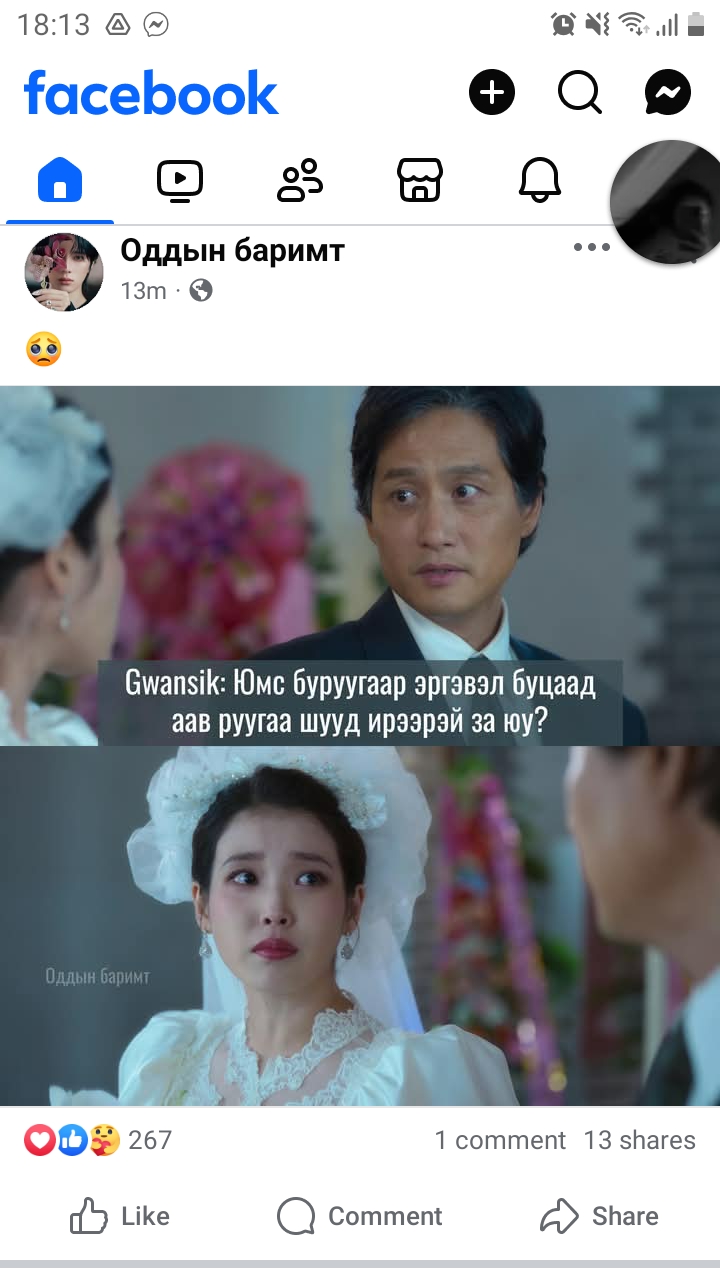 18:13
facebook
Оддын баримт
13m ·
Gwansik: Юмс буруугаар эргэвэл буцаад
аав руугаа шууд ирээрэй за юу?
Оддын баримт
267
1 comment 13 shares
Like Comment Share